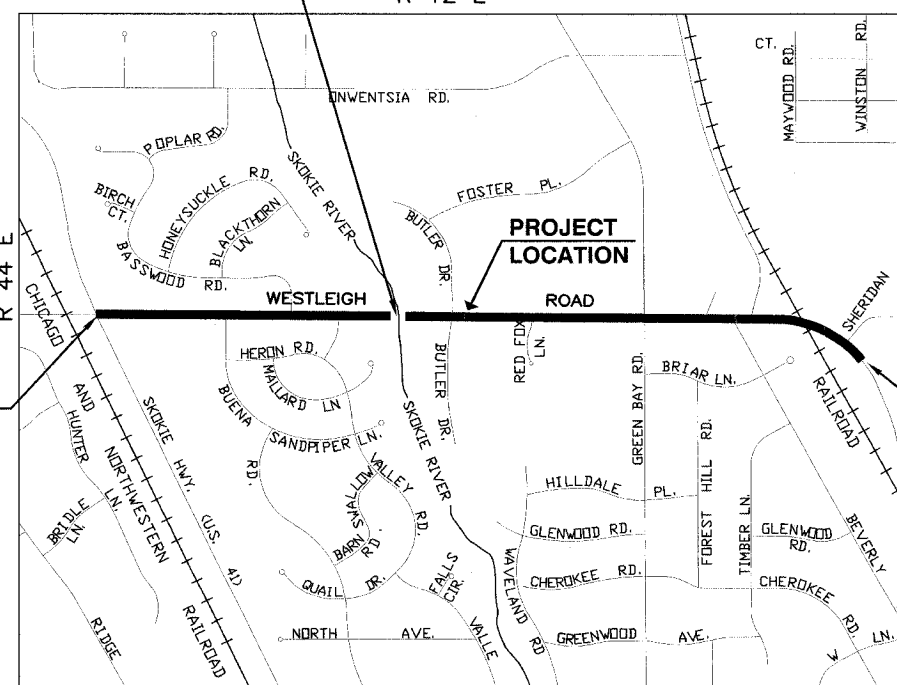 ONWENTSIA RD.
CT.
MAYWOOD RD.
WINSTON RD.
POPLAR RD.
SKOKIE RIVER
BIRCH CT.
HONEYSUCKLE RD.
BLACKTHORN LN.
BASSWOOD RD.
FOSTER PL.
BUTLER DR.
PROJECT
LOCATION
R 44 E
CHICAGO AND NORTHWESTERN RAILROAD
WESTLEIGH ROAD
SHERIDAN
HERON RD.
MALLARD LN
BUTLER DR.
RED FOX LN.
GREEN BAY RD.
BRIAR LN.
RAILROAD
SKOKIE HWY. (U.S. 41)
BUENA RD.
SANDPIPER LN.
SKOKIE RIVER
HUNTER LN.
BRIDLE LN.
VALLEY RD.
SWALLOW
BARN RD.
HILLDALE PL.
FOREST HILL RD.
TIMBER LN.
GLENWOOD RD.
GLENWOOD RD.
BEVERLY
QUAIL DR.
FALLS CIR.
WAVELAND RD
CHEROKEE RD.
CHEROKEE RD.
RIDGE
NORTH AVE.
VALLE
GREENWOOD AVE.
W LN.